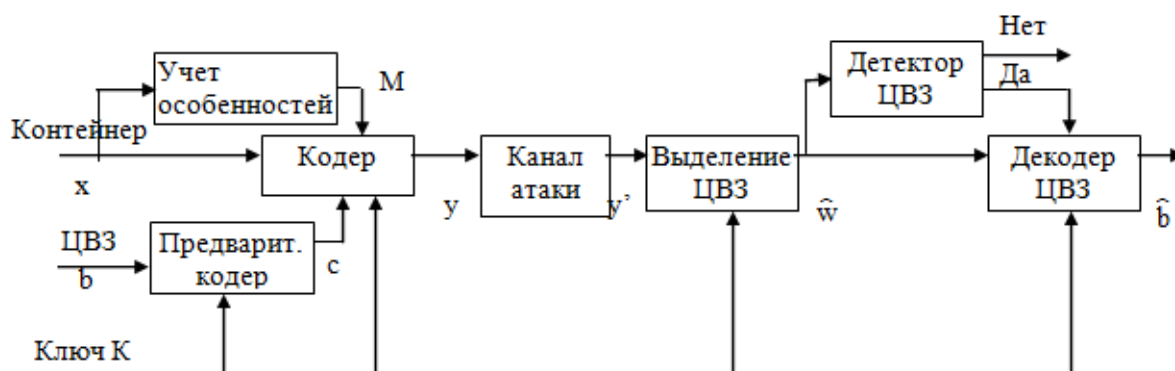 Нет
Учет
особенностей
М
Детектор
ЦВЗ
Да
Контейнер
Кодер
Канал
атаки
Выделение
ЦВЗ
Декодер
ЦВЗ
x
y
y’
ŵ
b̂
ЦВЗ
b
Предварит.
кодер
c
Ключ К